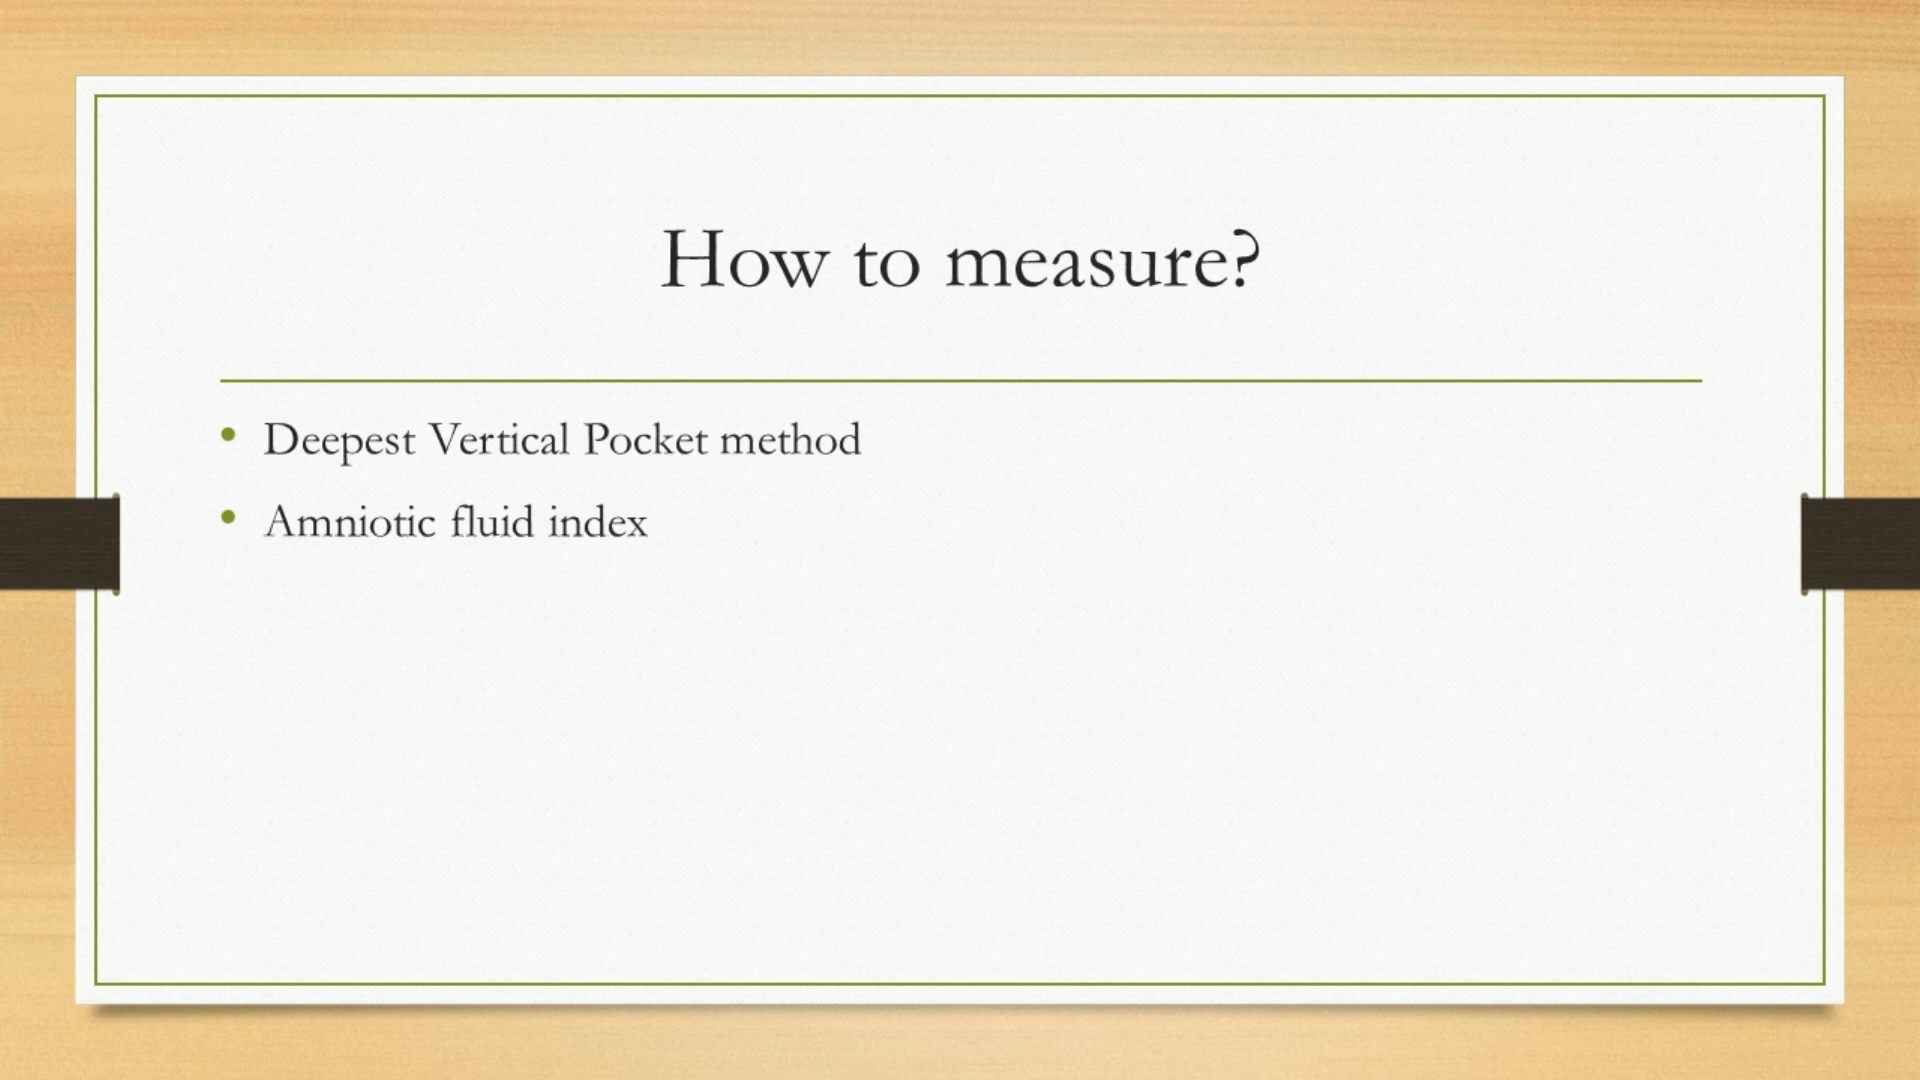 How to measure?
Deepest Vertical Pocket method
Amniotic fluid index